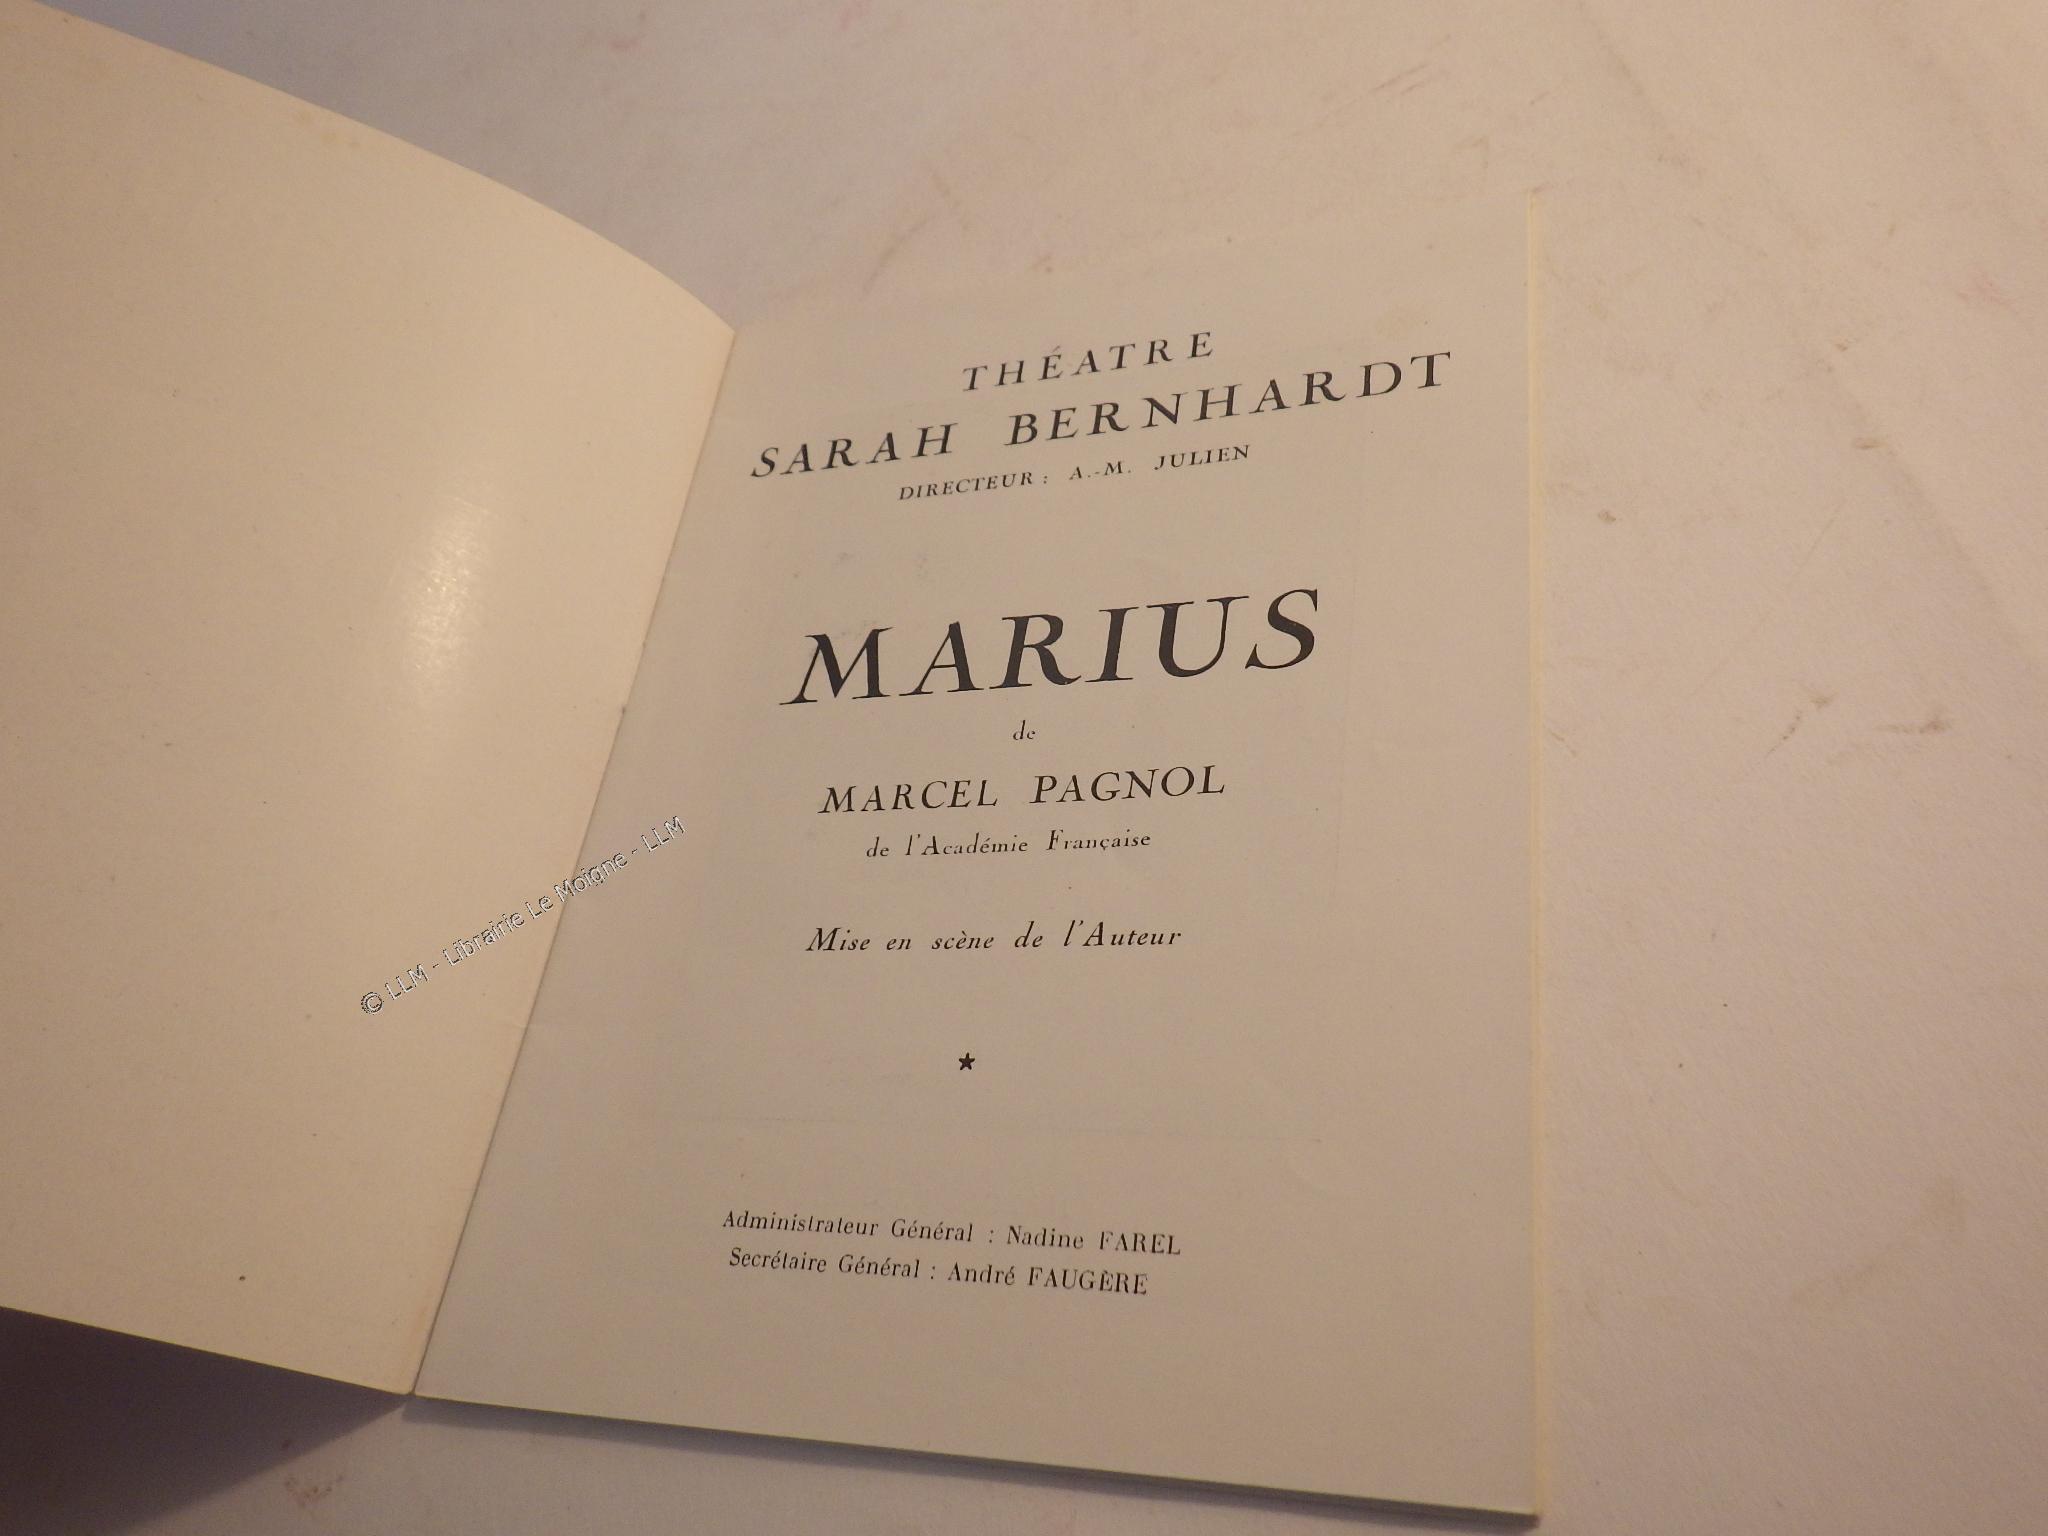 THÉATRE
SARAH BERNHARDT
DIRECTEUR : A.-M. JULIEN
MARIUS
de
MARCEL PAGNOL
de l'Académie Française
Mise en scène de l'Auteur
Administrateur Général : Nadine FAREL
Secrétaire Général : André FAUGÈRE
© LLM - Librairie Le Moigne - LLM